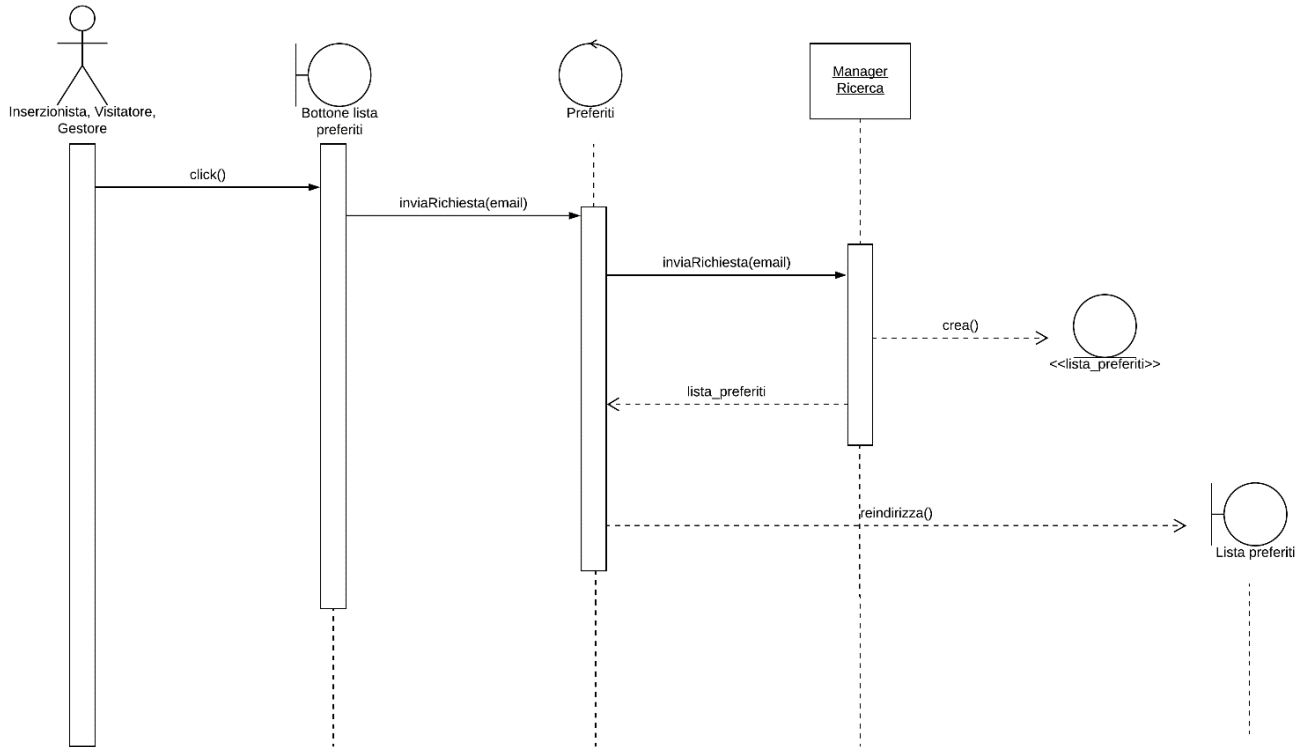 Inserzionista, Visitatore,
Gestore
Bottone lista
preferiti
Preferiti
Manager
Ricerca
click()
inviaRichiesta(email)
inviaRichiesta(email)
crea()
<<lista_preferiti>>
lista_preferiti
reindirizza()
Lista preferiti